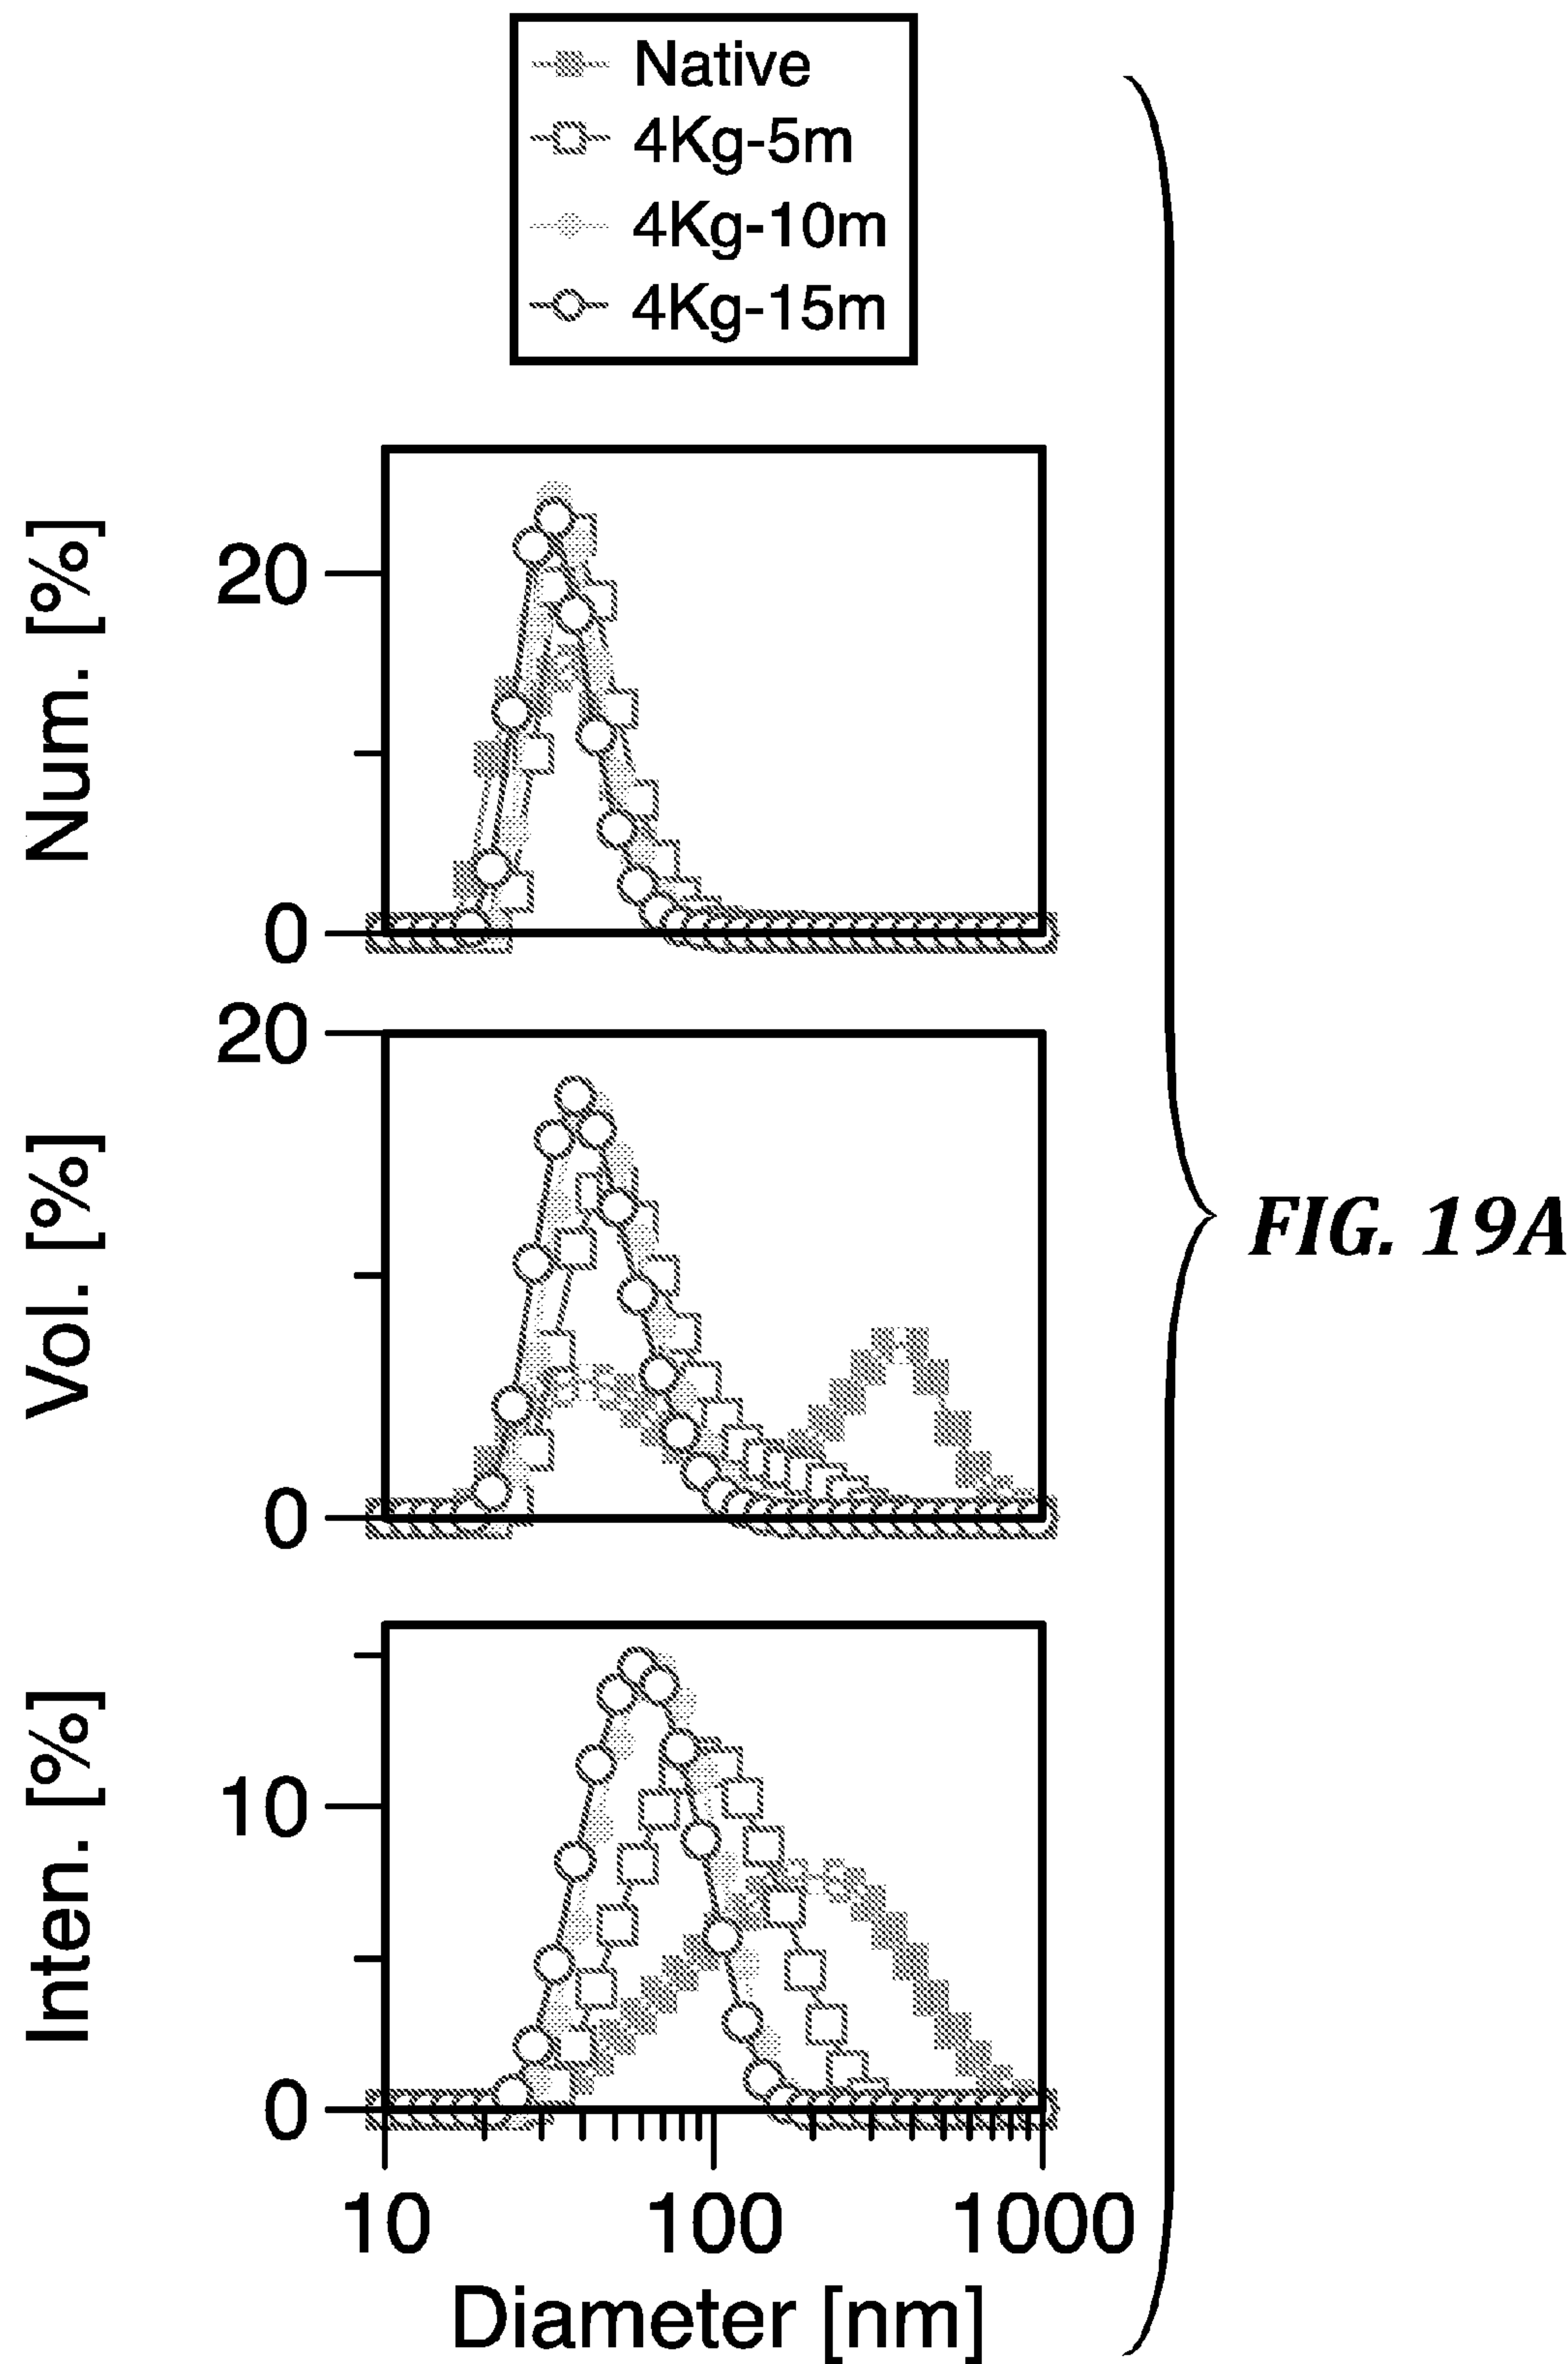 Native
4Kg-5m
4Kg-10m
4Kg-15m
Num. [%]
20
0
Vol. [%]
20
0
FIG. 19A
Inten. [%]
10
0
10 100 1000
Diameter [nm]